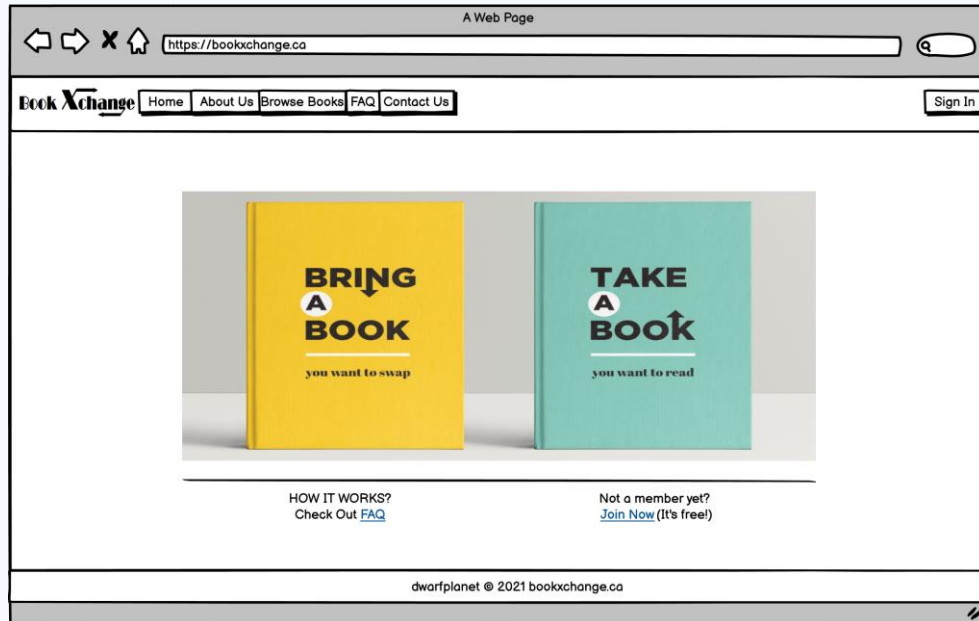 A Web Page
https://bookxchange.ca
Book Xchange Home About Us Browse Books FAQ Contact Us Sign In
BRING
A
BOOK
you want to swap
TAKE
A
BOOK
you want to read
HOW IT WORKS?
Check Out FAQ
Not a member yet?
Join Now (It's free!)
dwarfplanet © 2021 bookxchange.ca